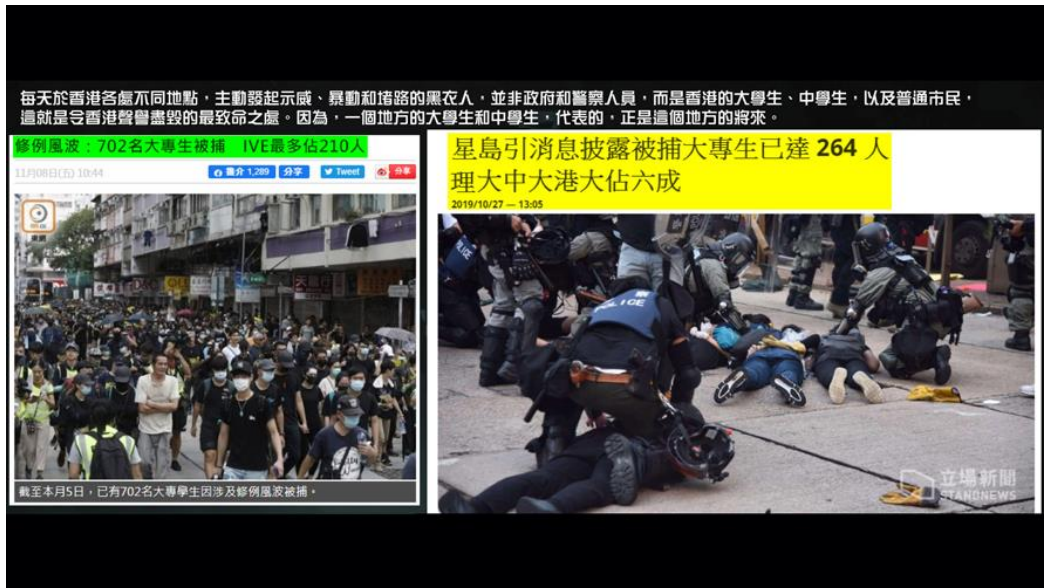 每天於香港各處不同地點，主動發起示威、暴動和堵路的黑衣人，並非政府和警察人員，而是香港的大學生、中學生，以及普通市民，
這就是令香港聲譽盡毀的最致命之處。因為，一個地方的大學生和中學生，代表的，正是這個地方的將來。
修例風波：702名大專生被捕　IVE最多佔210人
11月08日(五) 10:44
推介 1,289
分享
Tweet
分享
截至本月5日，已有702名大專學生因涉及修例風波被捕。
星島引消息披露被捕大專生已達 264 人
理大中大港大佔六成
2019/10/27 — 13:05
POLICE
POLICE
立場新聞
STANDNEWS